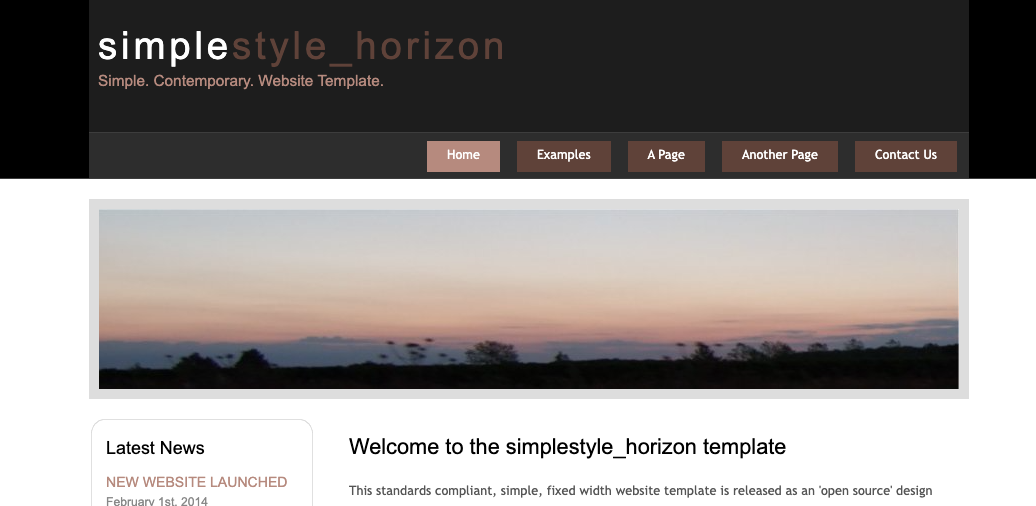 simplestyle_horizon
Simple. Contemporary. Website Template.
Home Examples A Page Another Page Contact Us
Latest News
NEW WEBSITE LAUNCHED
February 1st, 2014
Welcome to the simplestyle_horizon template
This standards compliant, simple, fixed width website template is released as an 'open source' design